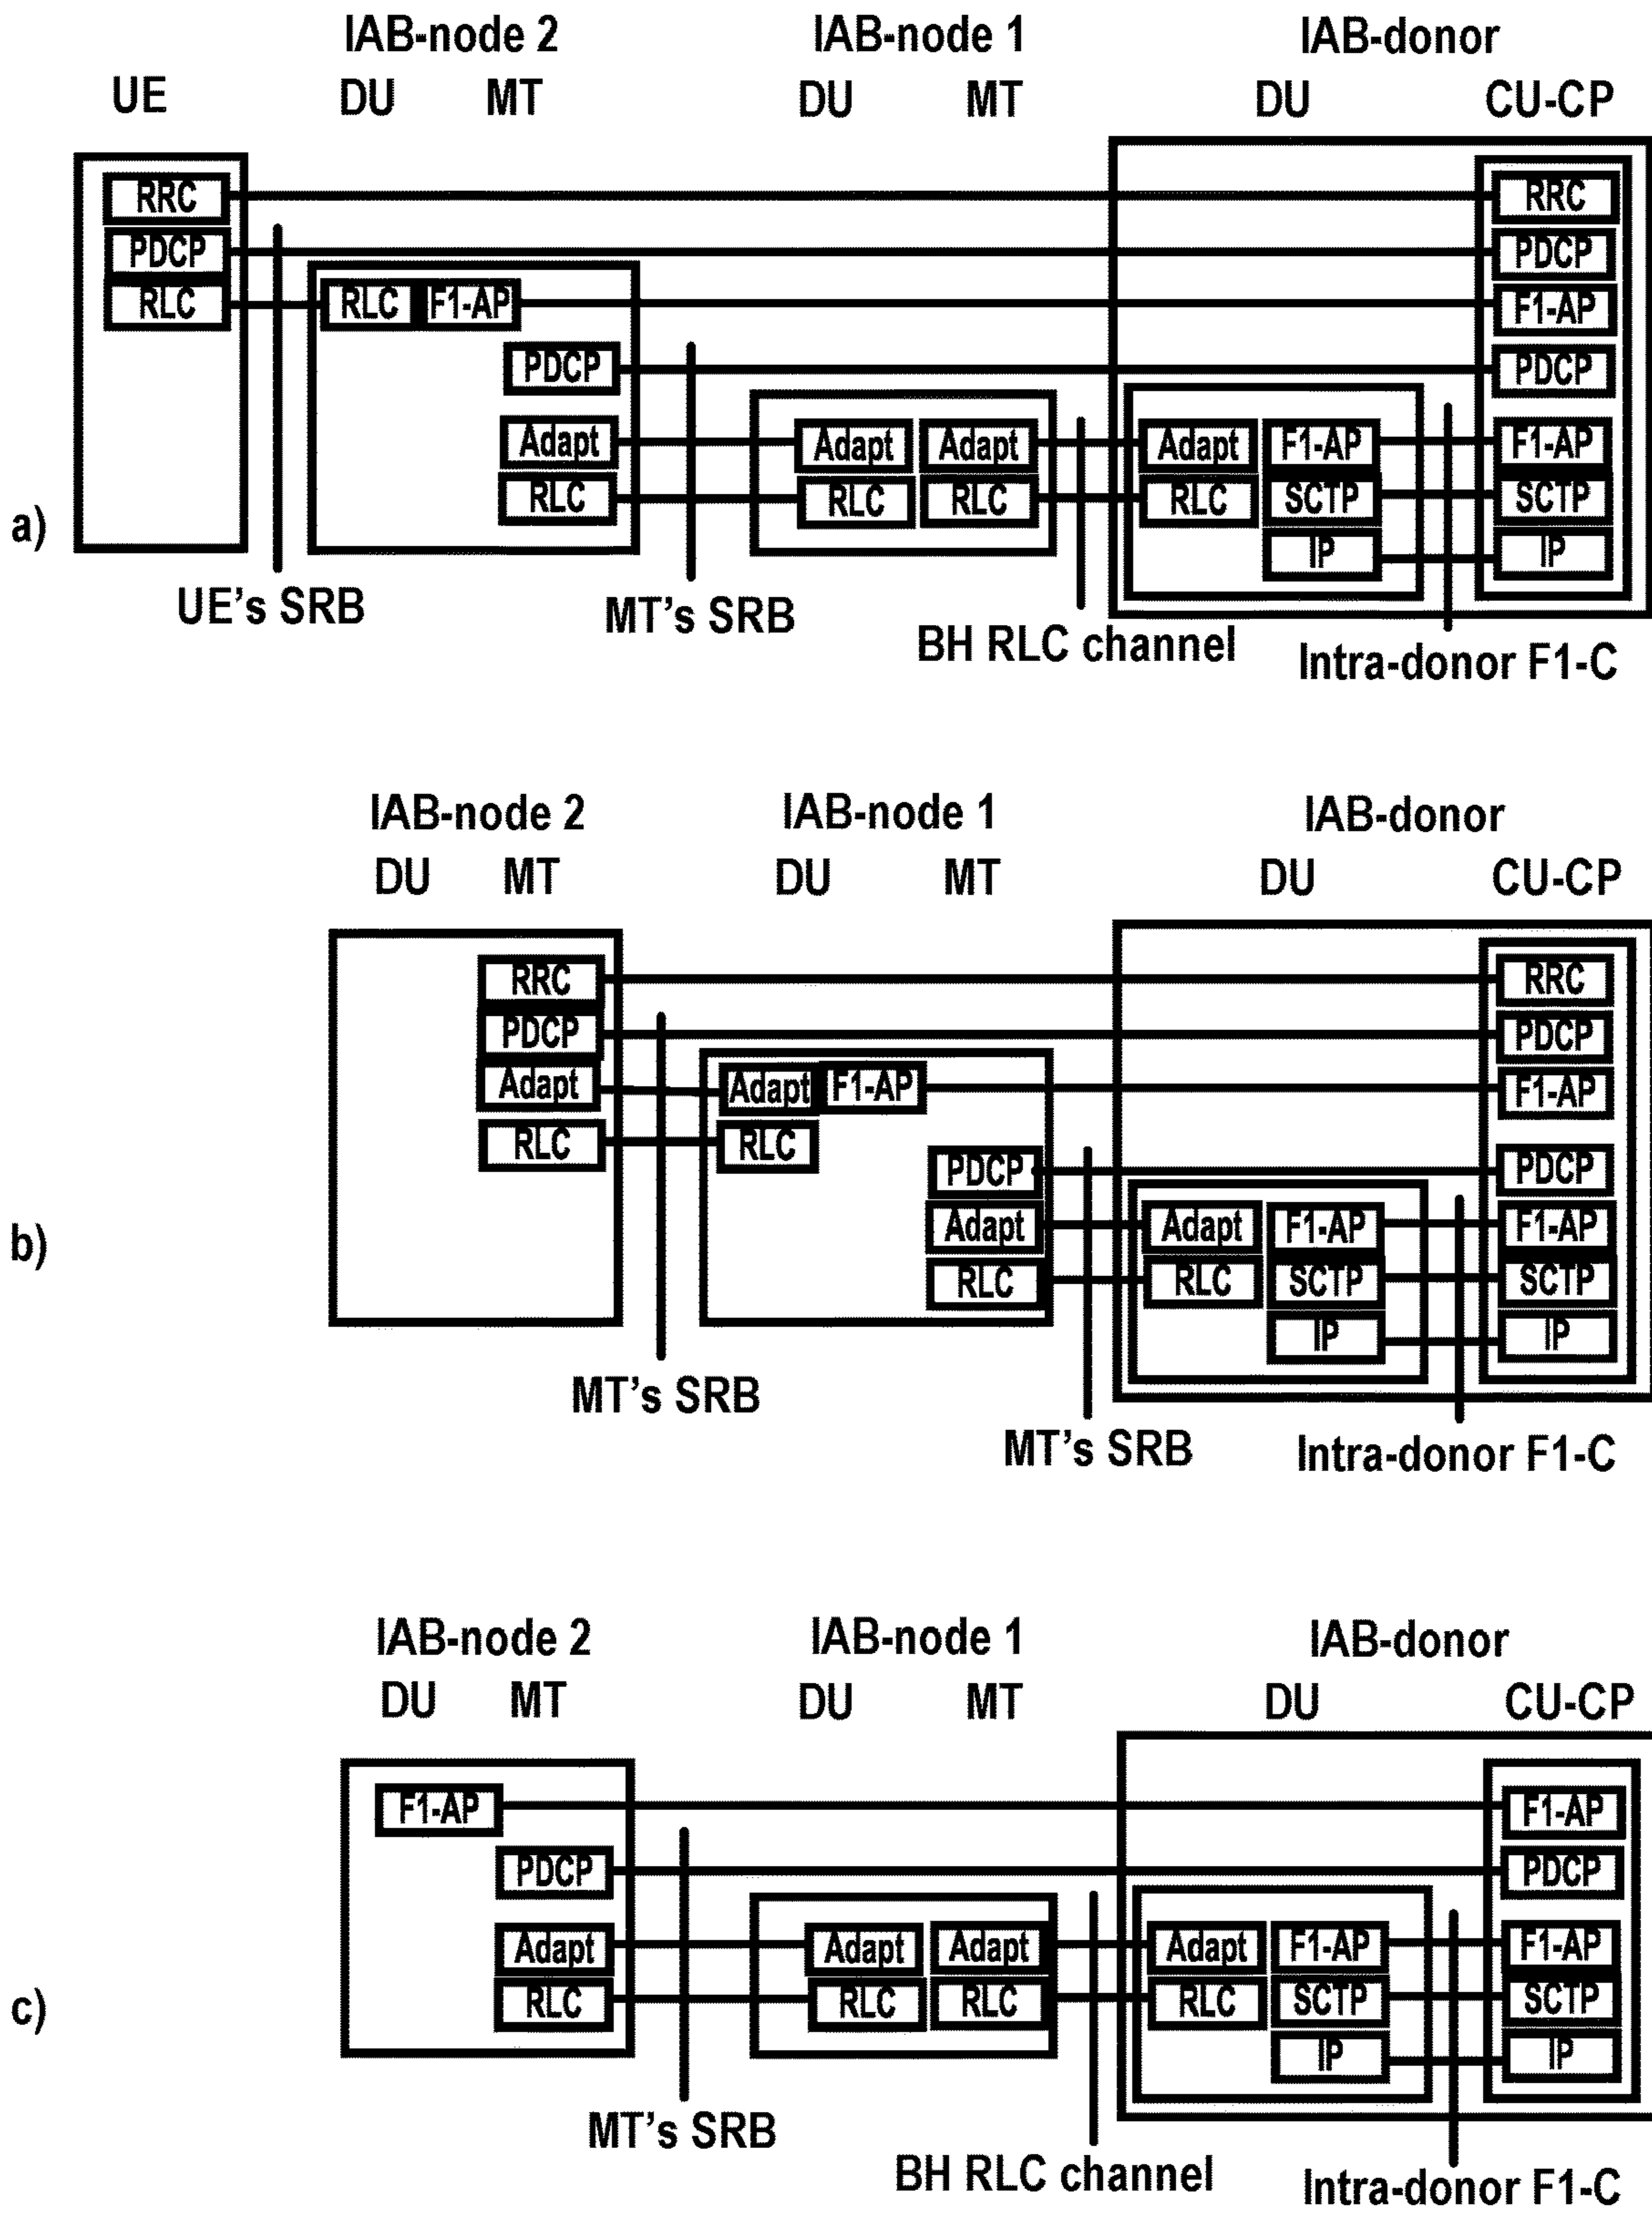 IAB-node 2 IAB-node 1 IAB-donor
UE DU MT DU MT DU CU-CP
RRC RRC
PDCP PDCP
RLC RLC F1-AP F1-AP
PDCP PDCP
Adapt Adapt Adapt Adapt F1-AP F1-AP
RLC RLC RLC RLC SCTP SCTP
a)
IP IP
UE's SRB MT's SRB
BH RLC channel Intra-donor F1-C
IAB-node 2 IAB-node 1 IAB-donor
DU MT DU MT DU CU-CP
RRC RRC
PDCP PDCP
Adapt Adapt F1-AP F1-AP
RLC RLC
PDCP PDCP
Adapt Adapt F1-AP F1-AP
b)
RLC RLC SCTP SCTP
IP IP
MT's SRB
MT's SRB Intra-donor F1-C
IAB-node 2 IAB-node 1 IAB-donor
DU MT DU MT DU CU-CP
F1-AP F1-AP
PDCP PDCP
Adapt Adapt Adapt Adapt F1-AP F1-AP
c) RLC RLC RLC RLC SCTP SCTP
IP IP
MT's SRB
BH RLC channel Intra-donor F1-C